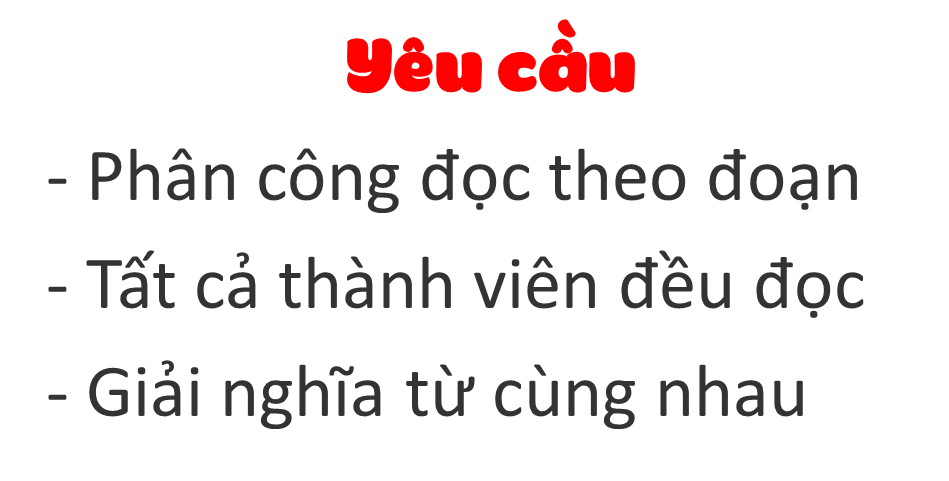 Yêu cầu
- Phân công đọc theo đoạn
- Tất cả thành viên đều đọc
- Giải nghĩa từ cùng nhau